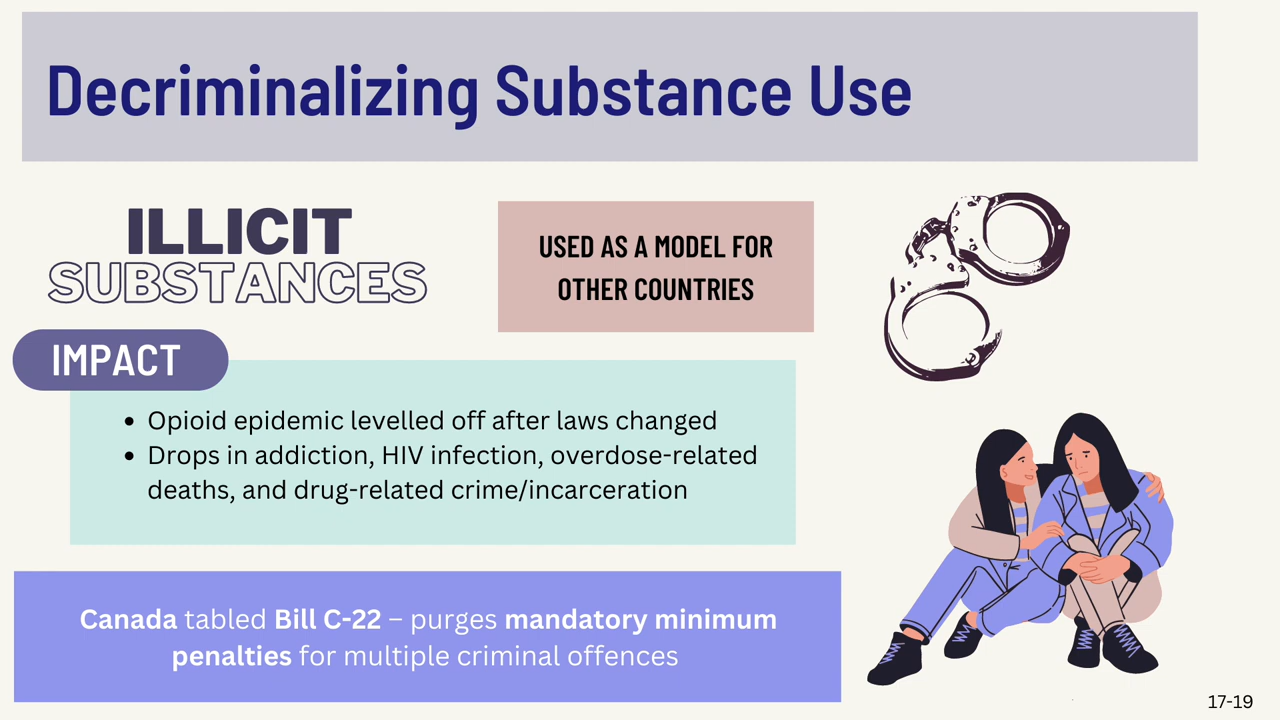 Decriminalizing Substance Use
ILLICIT
SUBSTANCES
USED AS A MODEL FOR
OTHER COUNTRIES
IMPACT
• Opioid epidemic levelled off after laws changed
• Drops in addiction, HIV infection, overdose-related
deaths, and drug-related crime/incarceration
Canada tabled Bill C-22 – purges mandatory minimum
penalties for multiple criminal offences
17-19